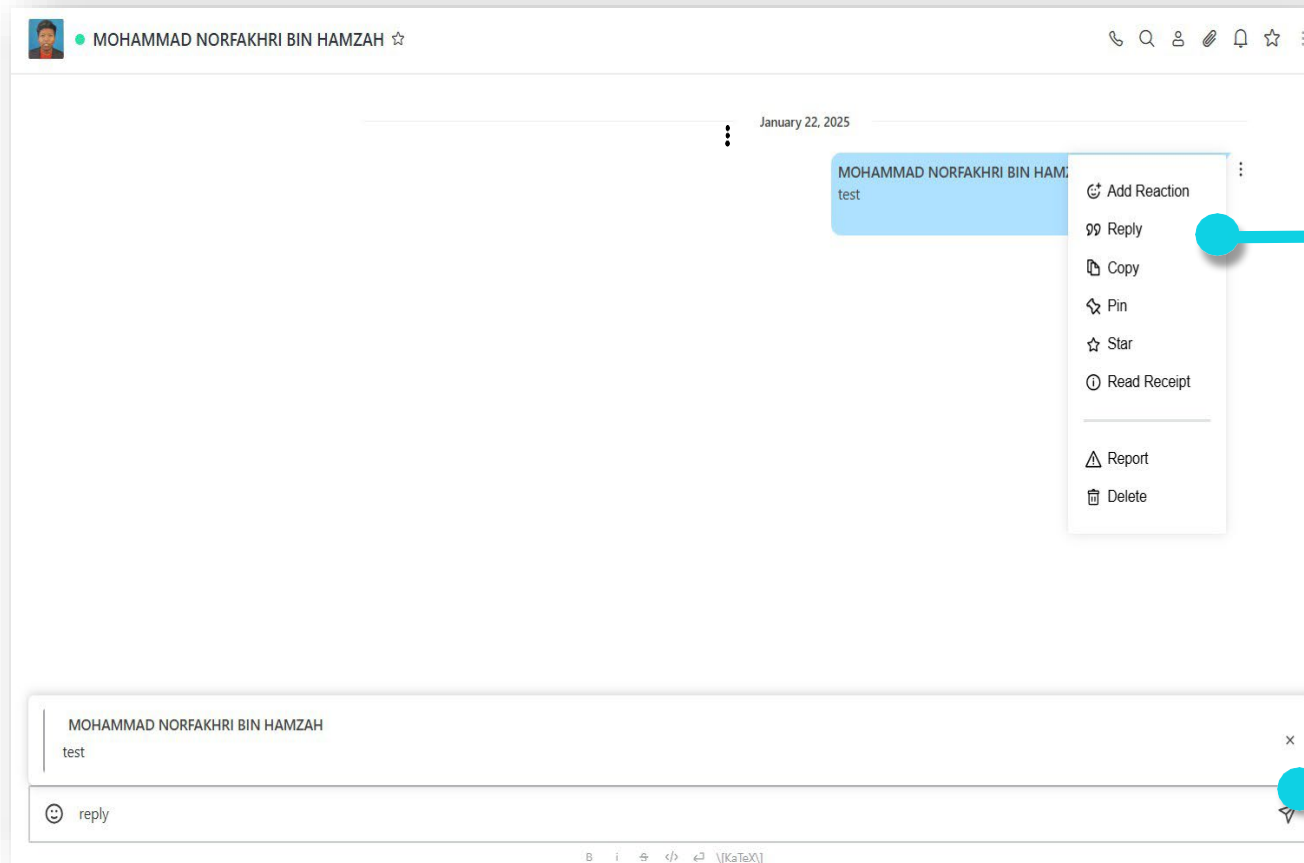 MOHAMMAD NORFAKHRI BIN HAMZAH
January 22, 2025
MOHAMMAD NORFAKHRI BIN
test
Add Reaction
Reply
Copy
Pin
Star
Read Receipt
Report
Delete
MOHAMMAD NORFAKHRI BIN HAMZAH
test
reply
B i S </> \[KaTeX\]